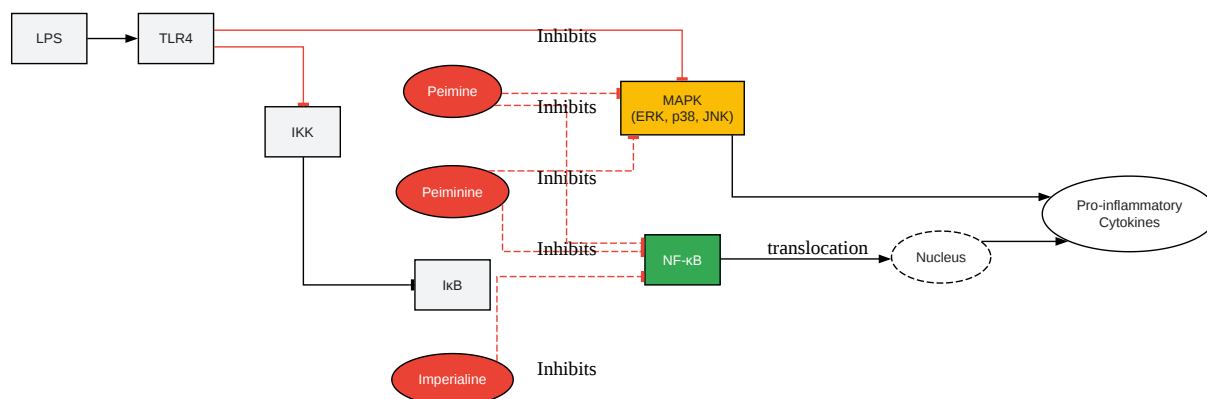 LPS
TLR4
Inhibits
Peimine
Inhibits
MAPK
(ERK, p38, JNK)
IKK
Peiminine
Inhibits
Pro-inflammatory
Cytokines
Inhibits
NF-κB
translocation
Nucleus
IκB
Imperialine
Inhibits